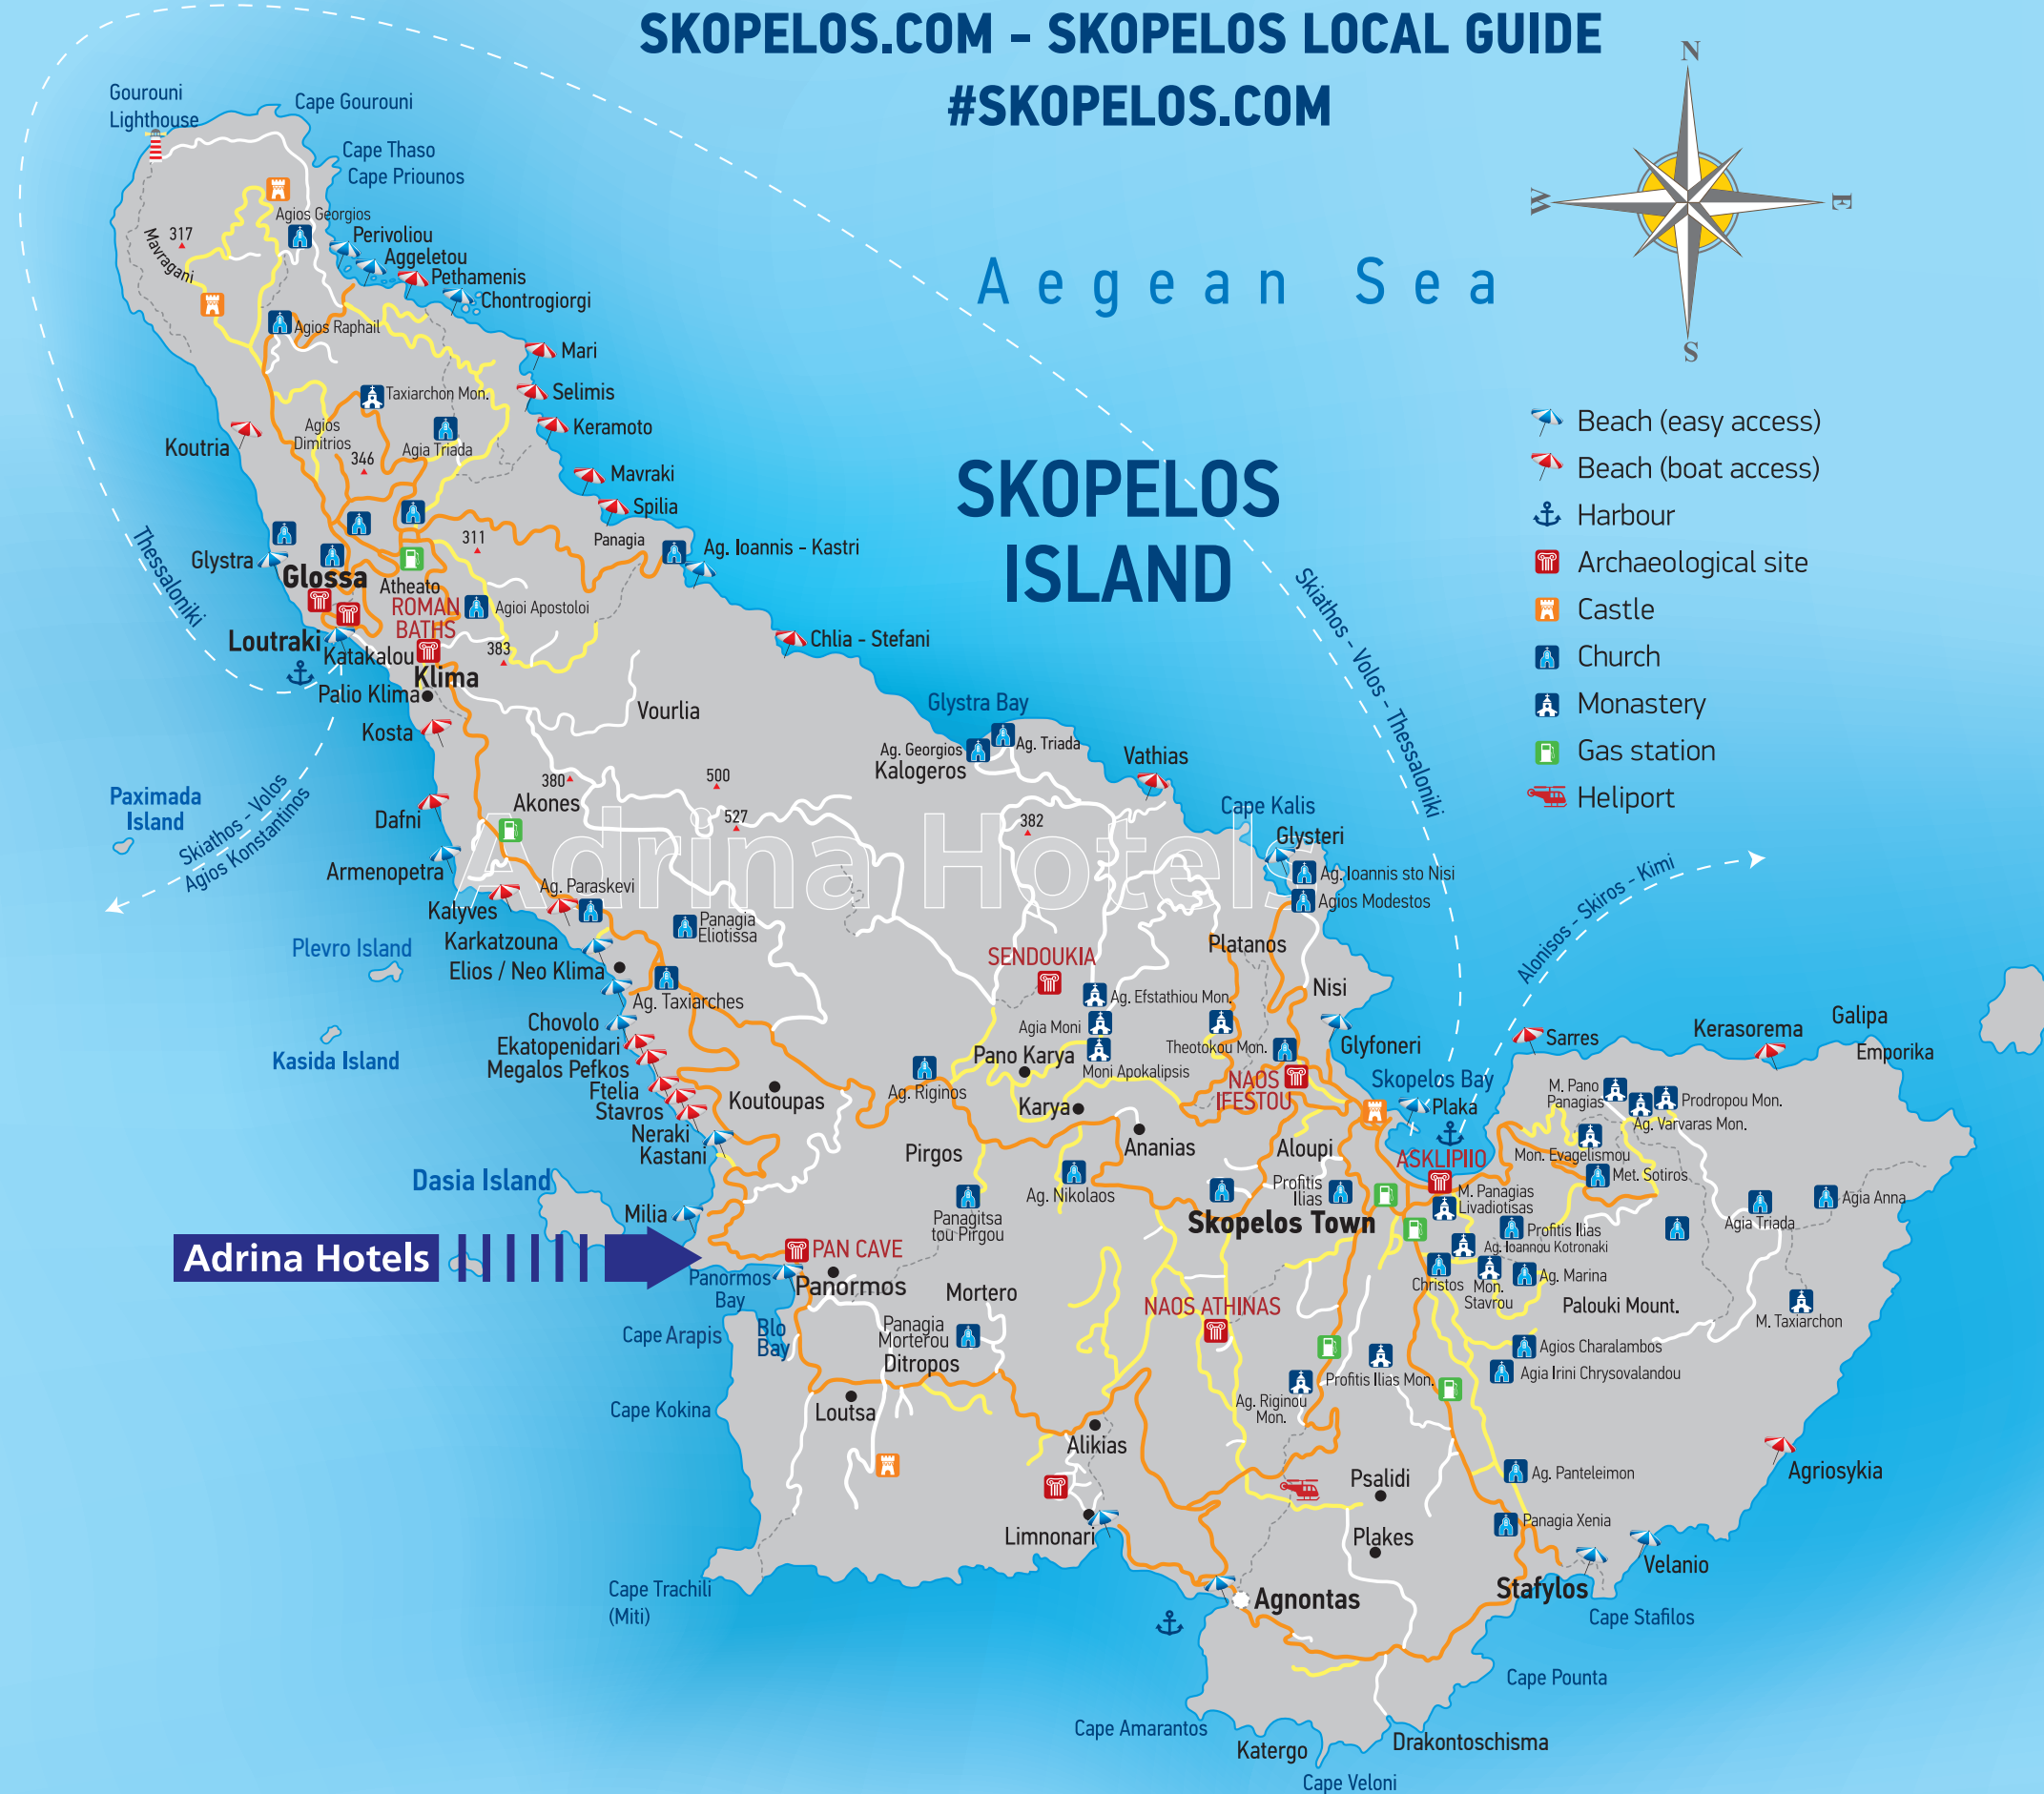 SKOPELOS.COM - SKOPELOS LOCAL GUIDE
#SKOPELOS.COM
N
W
E
S
Aegean Sea
SKOPELOS
ISLAND
Beach (easy access)
Beach (boat access)
Harbour
Archaeological site
Castle
Church
Monastery
Gas station
Heliport
Gourouni
Lighthouse
Cape Gourouni
Cape Thaso
Cape Priounos
Agios Georgios
317
Mavragani
Perivoliou
Aggeletou
Pethamenis
Chontrogiorgi
Agios Raphail
Mari
Selimis
Taxiarchon Mon.
Keramoto
Koutria
Agios
Dimitrios
Agia Triada
346
Mavraki
Spilia
Thessaloniki
311
Panagia
Ag. Ioannis - Kastri
Glystra
Glossa
Atheato
ROMAN
BATHS
Agioi Apostoloi
Loutraki
Katakalou
383
Chlia - Stefani
Klima
Palio Klima
Kosta
Vourlia
Skiathos - Volos - Thessaloniki
Glystra Bay
Ag. Georgios
Ag. Triada
Kalogeros
Vathias
Paximada
Island
Skiathos - Volos
Agios Konstantinos
380
500
Akones
527
382
Cape Kalis
Dafni
Glysteri
Adrina Hotels
Armenopetra
Ag. Ioannis sto Nisi
Ag. Paraskevi
Agios Modestos
Kalyves
Panagia
Eliotissa
Karkatzouna
Plevro Island
Platanos
SENDOUKIA
Alonisos - Skiros - Kimi
Elios / Neo Klima
Ag. Taxiarches
Nisi
Ag. Efstathiou Mon.
Chovolo
Agia Moni
Ekatopenidari
Kasida Island
Megalos Pefkos
Pano Karya
Theotokou Mon.
Glyfoneri
Sarres
Kerasorema
Galipa
Emporika
Moni Apokalipsis
Ftelia
Stavros
Koutoupas
Ag. Riginos
Karya
NAOS
IFESTOU
Skopelos Bay
Plaka
M. Pano
Panagias
Prodropou Mon.
Ag. Varvaras Mon.
Neraki
Kastani
Pirgos
Ananias
Aloupi
ASKLIPIIO
Mon. Evagelismou
Met. Sotiros
Dasia Island
Ag. Nikolaos
Profitis
Ilias
M. Panagias
Livadiotisas
Agia Anna
Milia
Panagitsa
tou Pirgou
Skopelos Town
Profitis Ilias
Agia Triada
Adrina Hotels
PAN CAVE
Ag. Ioannou Kotronaki
Panormos
Bay
Panormos
Christos
Mon.
Stavrou
Ag. Marina
Mortero
NAOS ATHINAS
Palouki Mount.
M. Taxiarchon
Cape Arapis
Blo
Bay
Panagia
Morterou
Ditropos
Agios Charalambos
Profitis Ilias Mon.
Agia Irini Chrysovalandou
Cape Kokina
Loutsa
Ag. Riginou
Mon.
Alikias
Psalidi
Ag. Panteleimon
Agriosykia
Limnonari
Plakes
Panagia Xenia
Velanio
Cape Trachili
(Miti)
Agnontas
Stafylos
Cape Stafilos
Cape Pounta
Cape Amarantos
Katergo
Drakontoschisma
Cape Veloni